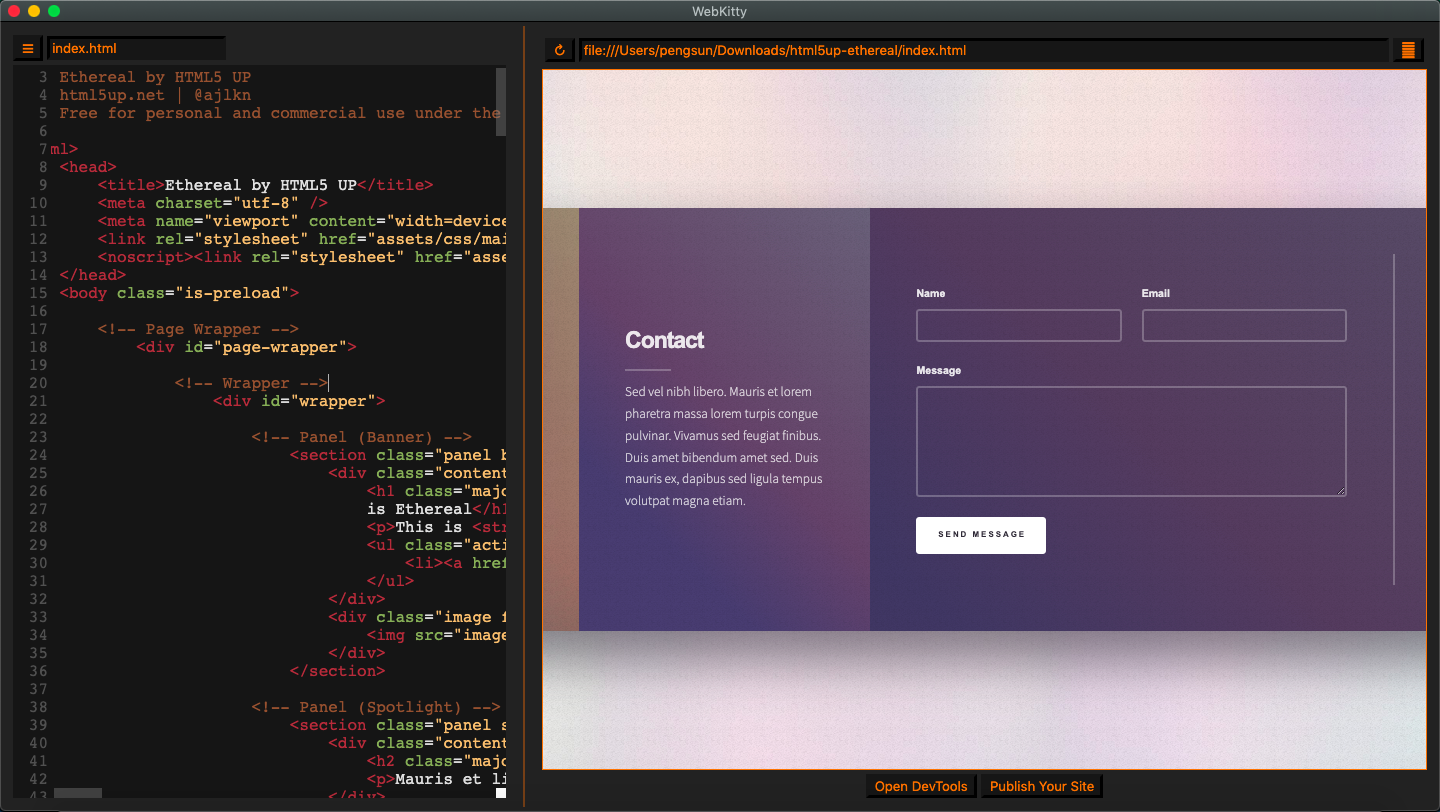 WebKitty
index.html
3 Ethereal by HTML5 UP
4 html5up.net | @ajlkn
5 Free for personal and commercial use under the
6
7 ml>
8 <head>
9 <title>Ethereal by HTML5 UP</title>
10 <meta charset="utf-8" />
11 <meta name="viewport" content="width=device
12 <link rel="stylesheet" href="assets/css/mai
13 <noscript><link rel="stylesheet" href="asse
14 </head>
15 <body class="is-preload">
16
17 <!-- Page Wrapper -->
18 <div id="page-wrapper">
19
20 <!-- Wrapper -->
21 <div id="wrapper">
22
23 <!-- Panel (Banner) -->
24 <section class="panel b
25 <div class="content
26 <h1 class="majo
27 is Ethereal</h1
28 <p>This is <str
29 <ul class="acti
30 <li><a href
31 </ul>
32 </div>
33 <div class="image f
34 <img src="image
35 </div>
36 </section>
37
38 <!-- Panel (Spotlight) -->
39 <section class="panel s
40 <div class="content
41 <h2 class="majo
42 <p>Mauris et li
43 </div>
file:///Users/pengsun/Downloads/html5up-ethereal/index.html
Contact
Sed vel nibh libero. Mauris et lorem
pharetra massa lorem turpis congue
pulvinar. Vivamus sed feugiat finibus.
Duis amet bibendum amet sed. Duis
mauris ex, dapibus sed ligula tempus
volutpat magna etiam.
Name Email
Message
SEND MESSAGE
Open DevTools Publish Your Site